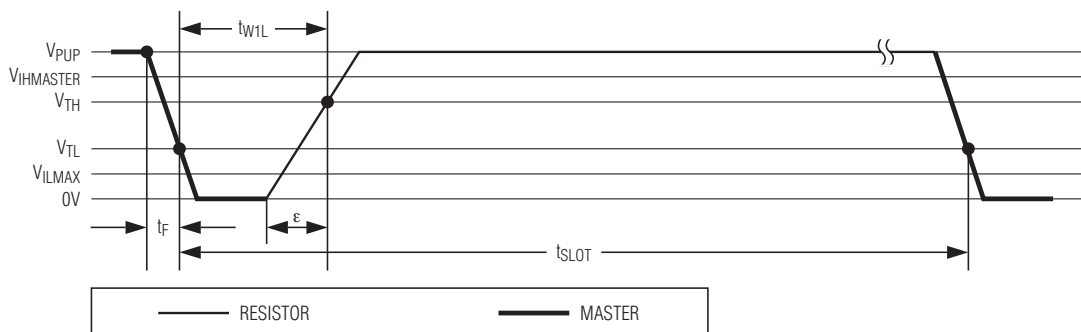 tW1L
VPUP
VIHMASTER
VTH
VTL
VILMAX
0V
tF
ε
tSLOT
RESISTOR
MASTER